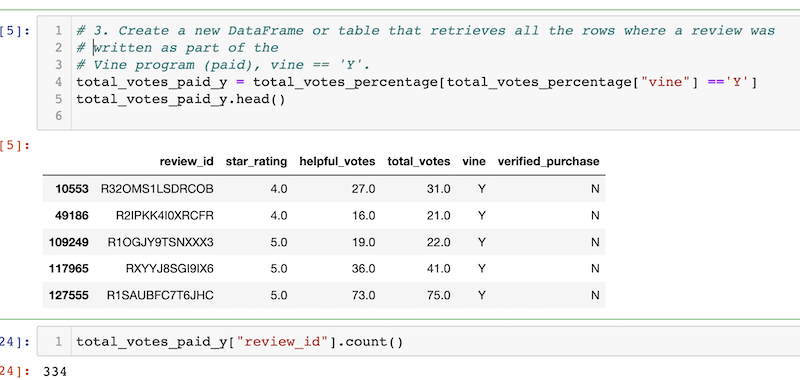 [5]: 1 # 3. Create a new DataFrame or table that retrieves all the rows where a review was
2 # written as part of the
3 # Vine program (paid), vine == 'Y'.
4 total_votes_paid_y = total_votes_percentage[total_votes_percentage["vine"] =='Y']
5 total_votes_paid_y.head()
6
[5]:
review_id star_rating helpful_votes total_votes vine verified_purchase
10553 R32OMS1LSDRCOB 4.0 27.0 31.0 Y N
49186 R2IPKK4I0XRCFR 4.0 16.0 21.0 Y N
109249 R1OGJY9TSNXXX3 5.0 19.0 22.0 Y N
117965 RXYYJ8SGI9IX6 5.0 36.0 41.0 Y N
127555 R1SAUBFC7T6JHC 5.0 73.0 75.0 Y N
24]: 1 total_votes_paid_y["review_id"].count()
24]: 334